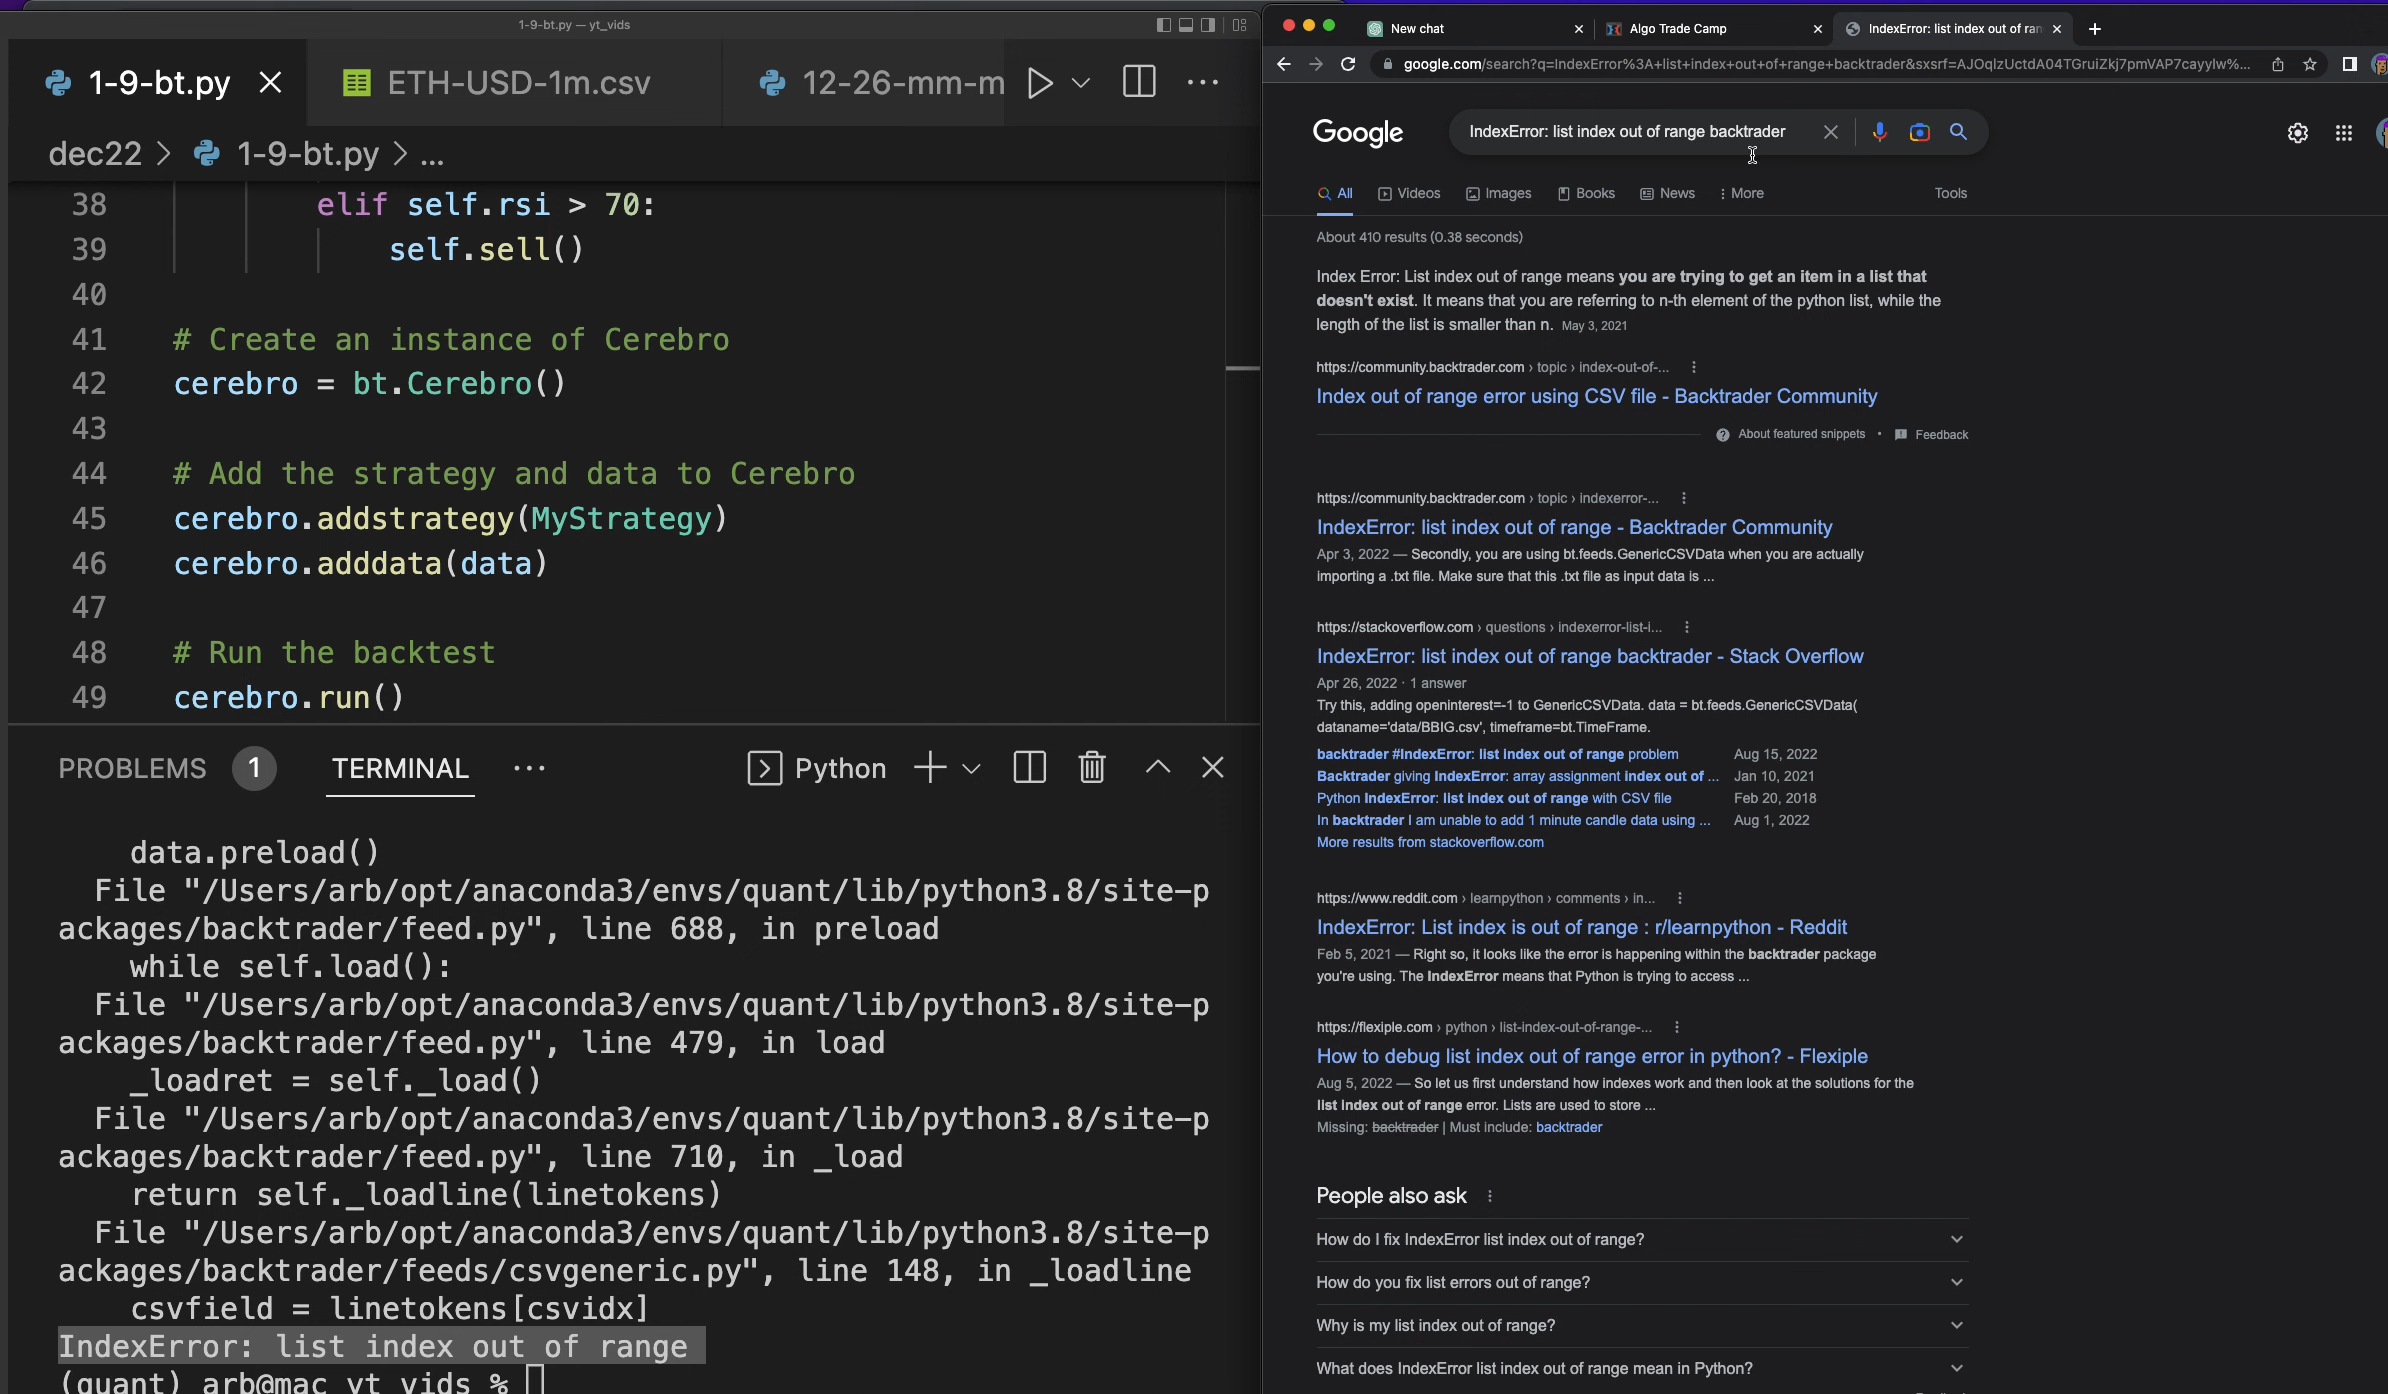 1-9-bt.py — yt_vids
1-9-bt.py
ETH-USD-1m.csv
12-26-mm-m
dec22 > 1-9-bt.py > ...
38 elif self.rsi > 70:
39 self.sell()
40
41 # Create an instance of Cerebro
42 cerebro = bt.Cerebro()
43
44 # Add the strategy and data to Cerebro
45 cerebro.addstrategy(MyStrategy)
46 cerebro.adddata(data)
47
48 # Run the backtest
49 cerebro.run()
PROBLEMS 1 TERMINAL ... Python
data.preload()
File "/Users/arb/opt/anaconda3/envs/quant/lib/python3.8/site-p
ackages/backtrader/feed.py", line 688, in preload
while self.load():
File "/Users/arb/opt/anaconda3/envs/quant/lib/python3.8/site-p
ackages/backtrader/feed.py", line 479, in load
_loadret = self._load()
File "/Users/arb/opt/anaconda3/envs/quant/lib/python3.8/site-p
ackages/backtrader/feed.py", line 710, in _load
return self._loadline(linetokens)
File "/Users/arb/opt/anaconda3/envs/quant/lib/python3.8/site-p
ackages/backtrader/feeds/csvgeneric.py", line 148, in _loadline
csvfield = linetokens[csvidx]
IndexError: list index out of range
(quant) arb@mac yt_vids %
New chat
Algo Trade Camp
IndexError: list index out of ran
google.com/search?q=IndexError%3A+list+index+out+of+range+backtrader&sxsrf=AJOqlzUctdA04TGruiZkj7pmVAP7cayylw%...
Google
IndexError: list index out of range backtrader
All Videos Images Books News More Tools
About 410 results (0.38 seconds)
Index Error: List index out of range means you are trying to get an item in a list that
doesn't exist. It means that you are referring to n-th element of the python list, while the
length of the list is smaller than n. May 3, 2021
https://community.backtrader.com › topic › index-out-of-...
Index out of range error using CSV file - Backtrader Community
About featured snippets • Feedback
https://community.backtrader.com › topic › indexerror-...
IndexError: list index out of range - Backtrader Community
Apr 3, 2022 — Secondly, you are using bt.feeds.GenericCSVData when you are actually
importing a .txt file. Make sure that this .txt file as input data is ...
https://stackoverflow.com › questions › indexerror-list-i...
IndexError: list index out of range backtrader - Stack Overflow
Apr 26, 2022 · 1 answer
Try this, adding openinterest=-1 to GenericCSVData. data = bt.feeds.GenericCSVData(
dataname='data/BBIG.csv', timeframe=bt.TimeFrame.
backtrader #IndexError: list index out of range problem Aug 15, 2022
Backtrader giving IndexError: array assignment index out of ... Jan 10, 2021
Python IndexError: list index out of range with CSV file Feb 20, 2018
In backtrader I am unable to add 1 minute candle data using ... Aug 1, 2022
More results from stackoverflow.com
https://www.reddit.com › learnpython › comments › in...
IndexError: List index is out of range : r/learnpython - Reddit
Feb 5, 2021 — Right so, it looks like the error is happening within the backtrader package
you're using. The IndexError means that Python is trying to access ...
https://flexiple.com › python › list-index-out-of-range-...
How to debug list index out of range error in python? - Flexiple
Aug 5, 2022 — So let us first understand how indexes work and then look at the solutions for the
list index out of range error. Lists are used to store ...
Missing: backtrader | Must include: backtrader
People also ask
How do I fix IndexError list index out of range?
How do you fix list errors out of range?
Why is my list index out of range?
What does IndexError list index out of range mean in Python?